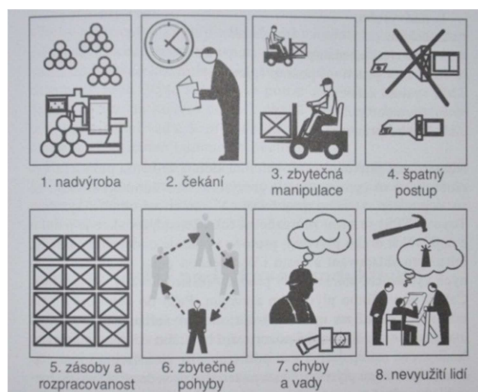 1. nadvýroba
2. čekání
3. zbytečná
manipulace
4. špatný
postup
5. zásoby a
rozpracovanost
6. zbytečné
pohyby
7. chyby
a vady
8. nevyužití lidí